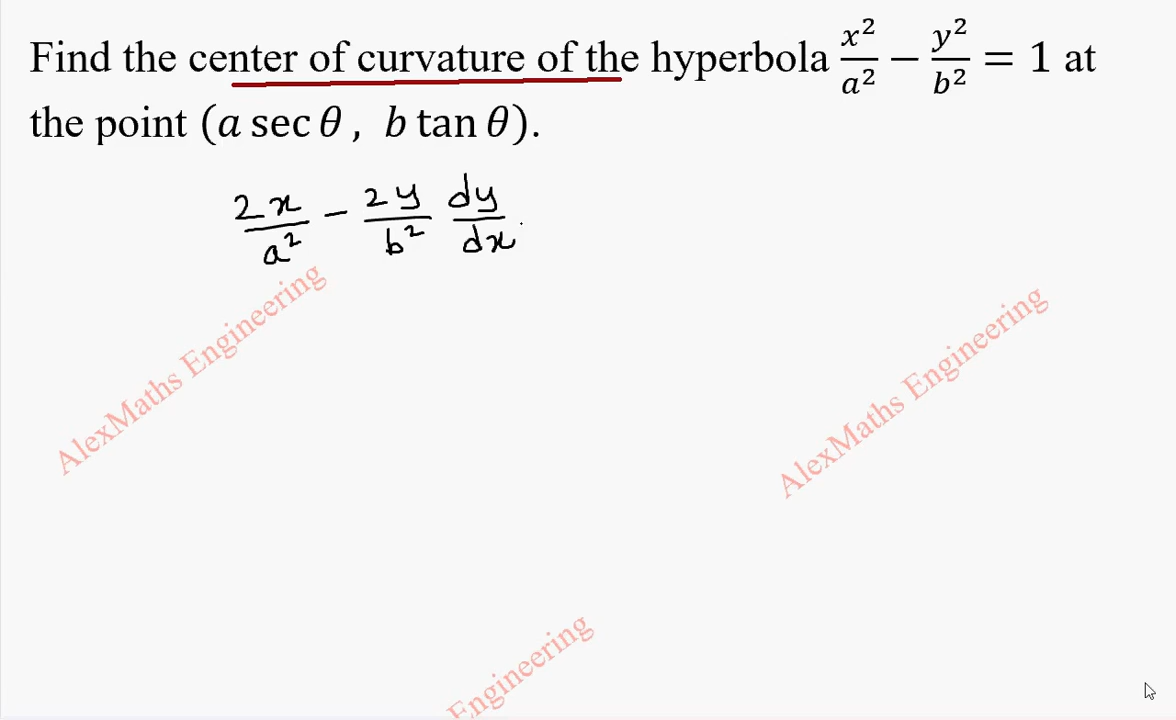 Find the center of curvature of the hyperbola x²/a² − y²/b² = 1 at
the point (a sec θ , b tan θ).
2x/a² − 2y/b² dy/dx
AlexMaths Engineering
AlexMaths Engineering
Engineering